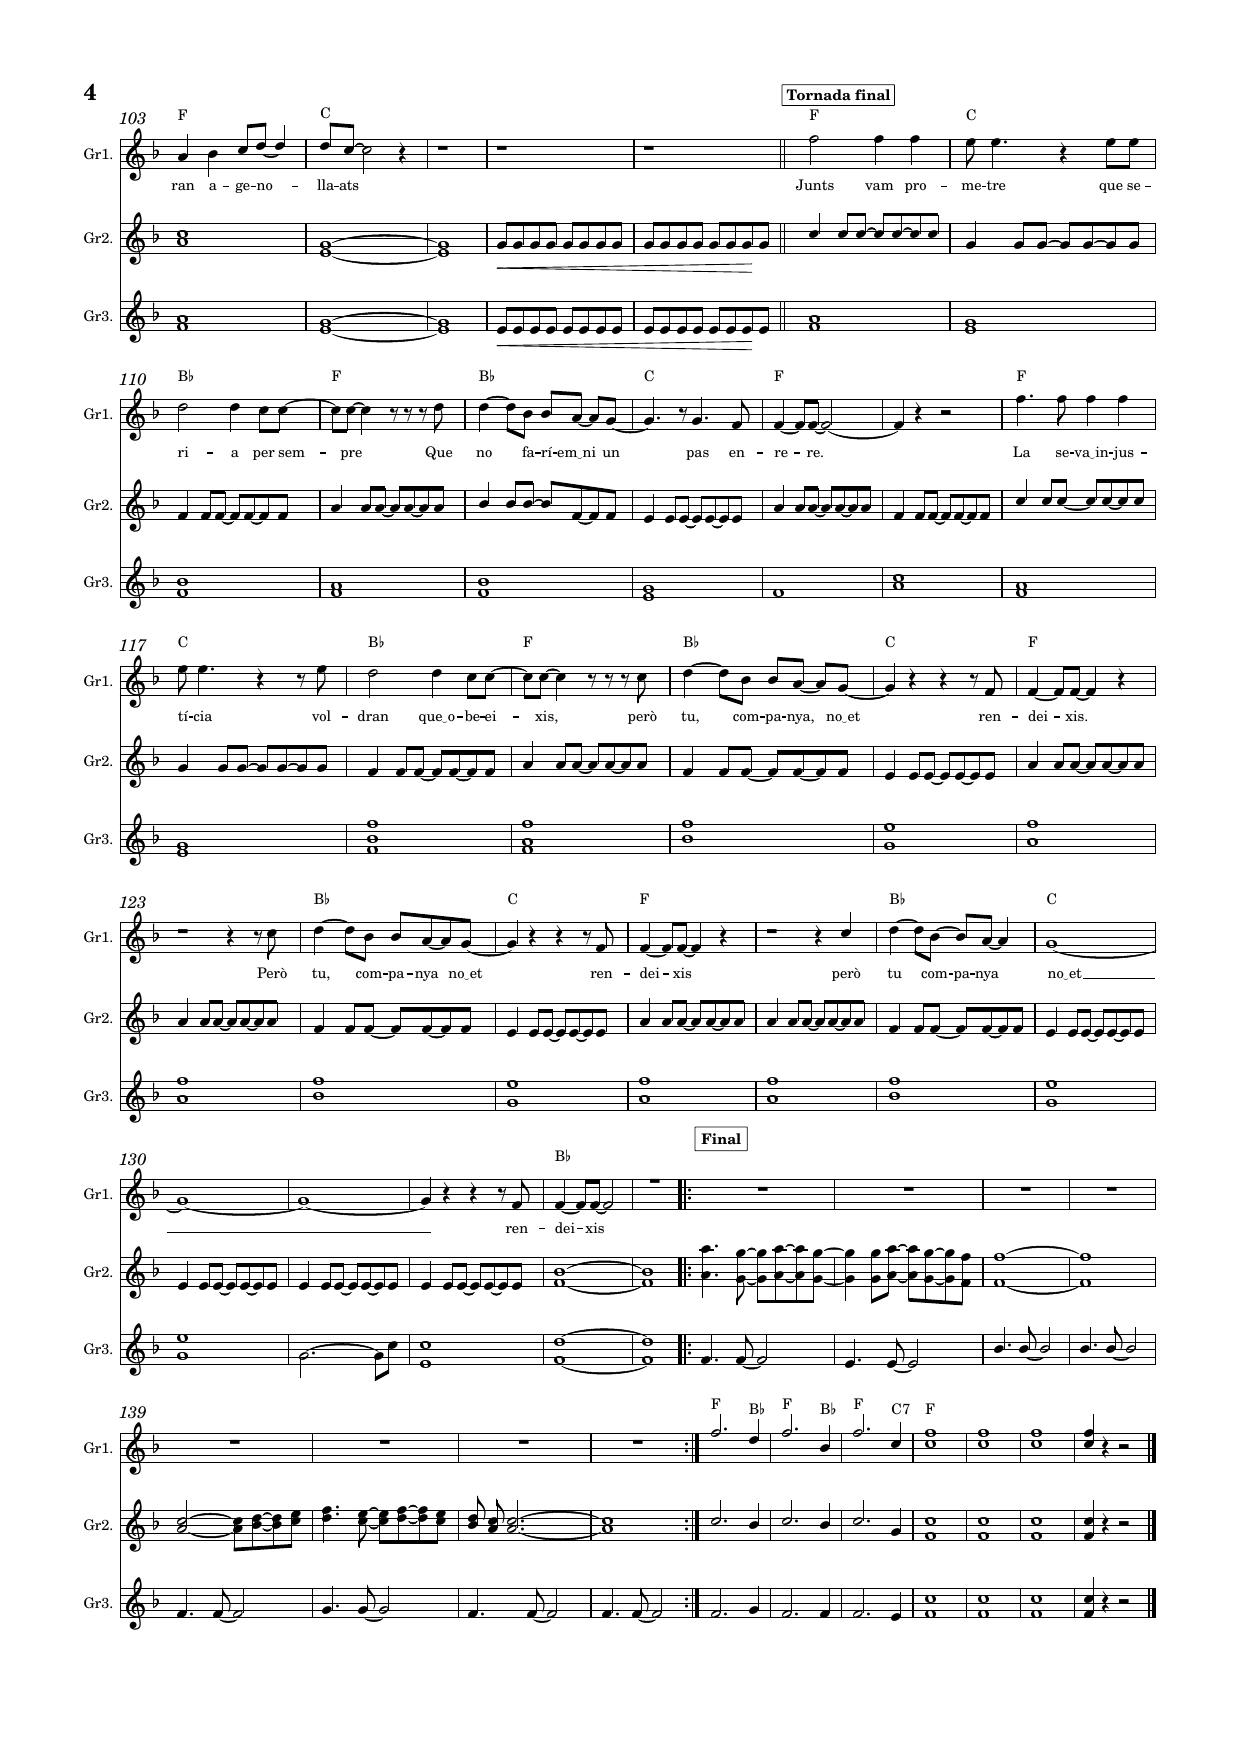 4
Tornada final
103 F C F C
Gr1.
ran a – ge – no – lla – ats Junts vam pro – me – tre que se –
Gr2.
Gr3.
110 B♭ F B♭ C F F
Gr1.
ri – a per sem – pre Que no fa – rí – em‿ni un pas en – re – re. La se – va‿in – jus –
Gr2.
Gr3.
117 C B♭ F B♭ C F
Gr1.
tí – cia vol – dran que‿o – be – ei – xis, però tu, com – pa – nya, no‿et ren – dei – xis.
Gr2.
Gr3.
123 B♭ C F B♭ C
Gr1.
Però tu, com – pa – nya no‿et ren – dei – xis però tu com – pa – nya no‿et
Gr2.
Gr3.
Final
130 B♭
Gr1.
ren – dei – xis
Gr2.
Gr3.
139 F B♭ F B♭ F C7 F
Gr1.
Gr2.
Gr3.